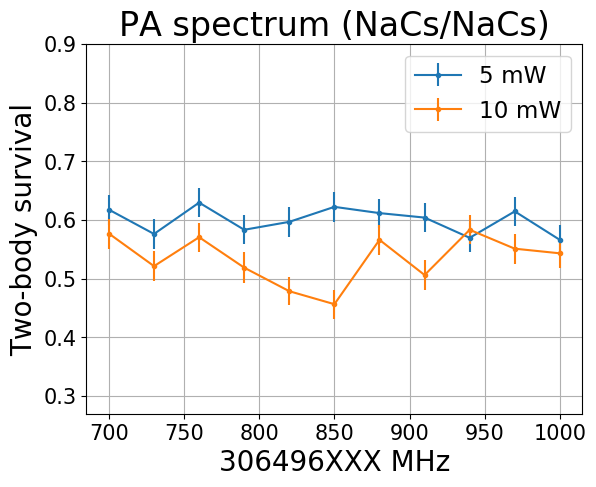 PA spectrum (NaCs/NaCs)
5 mW
10 mW
Two-body survival
0.9
0.8
0.7
0.6
0.5
0.4
0.3
700 750 800 850 900 950 1000
306496XXX MHz